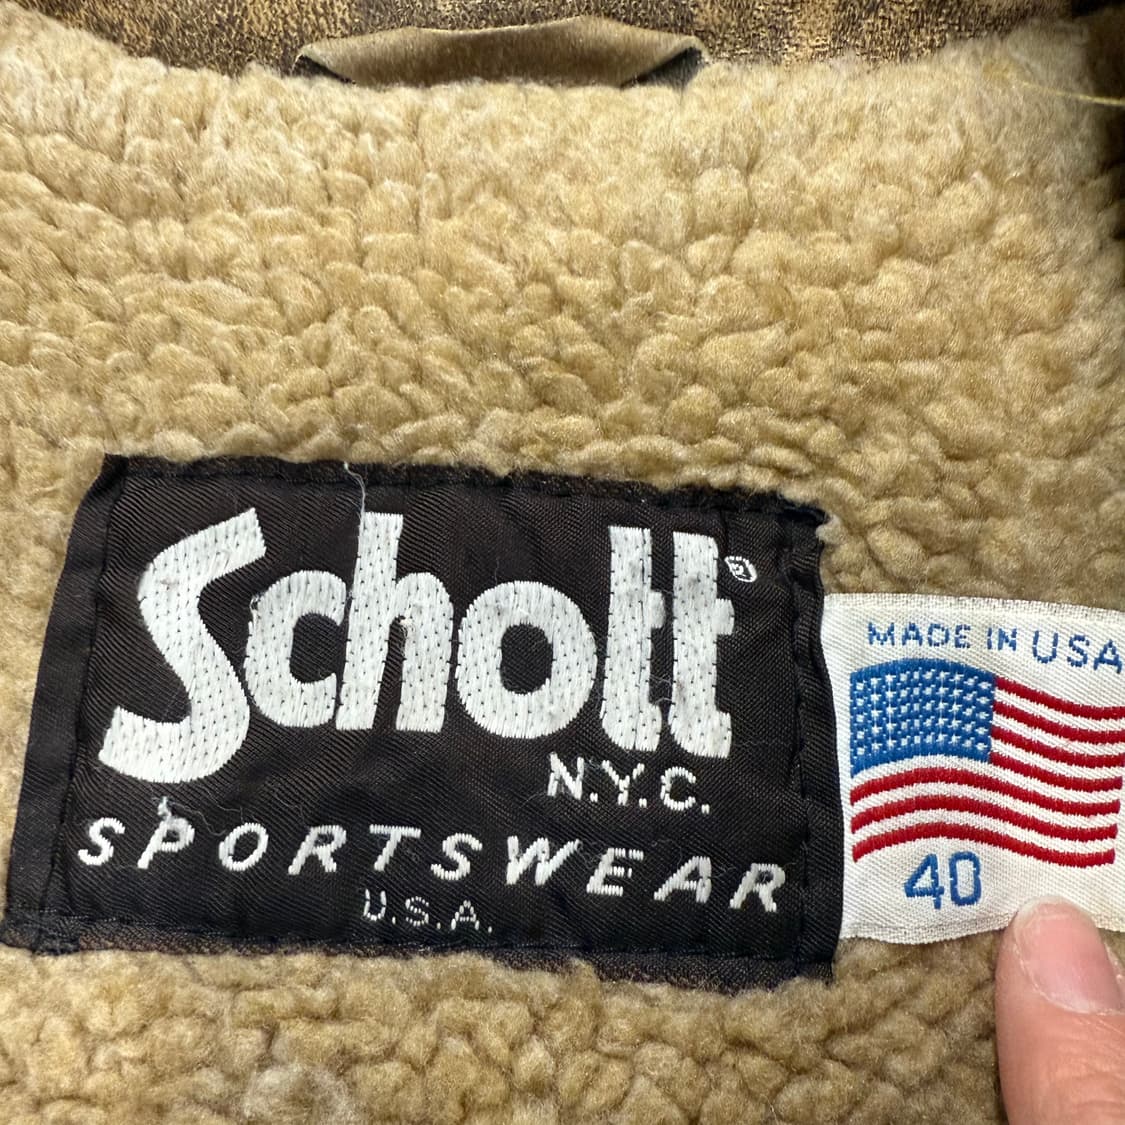 Schott®
N.Y.C.
SPORTSWEAR
U.S.A.
MADE IN USA
40